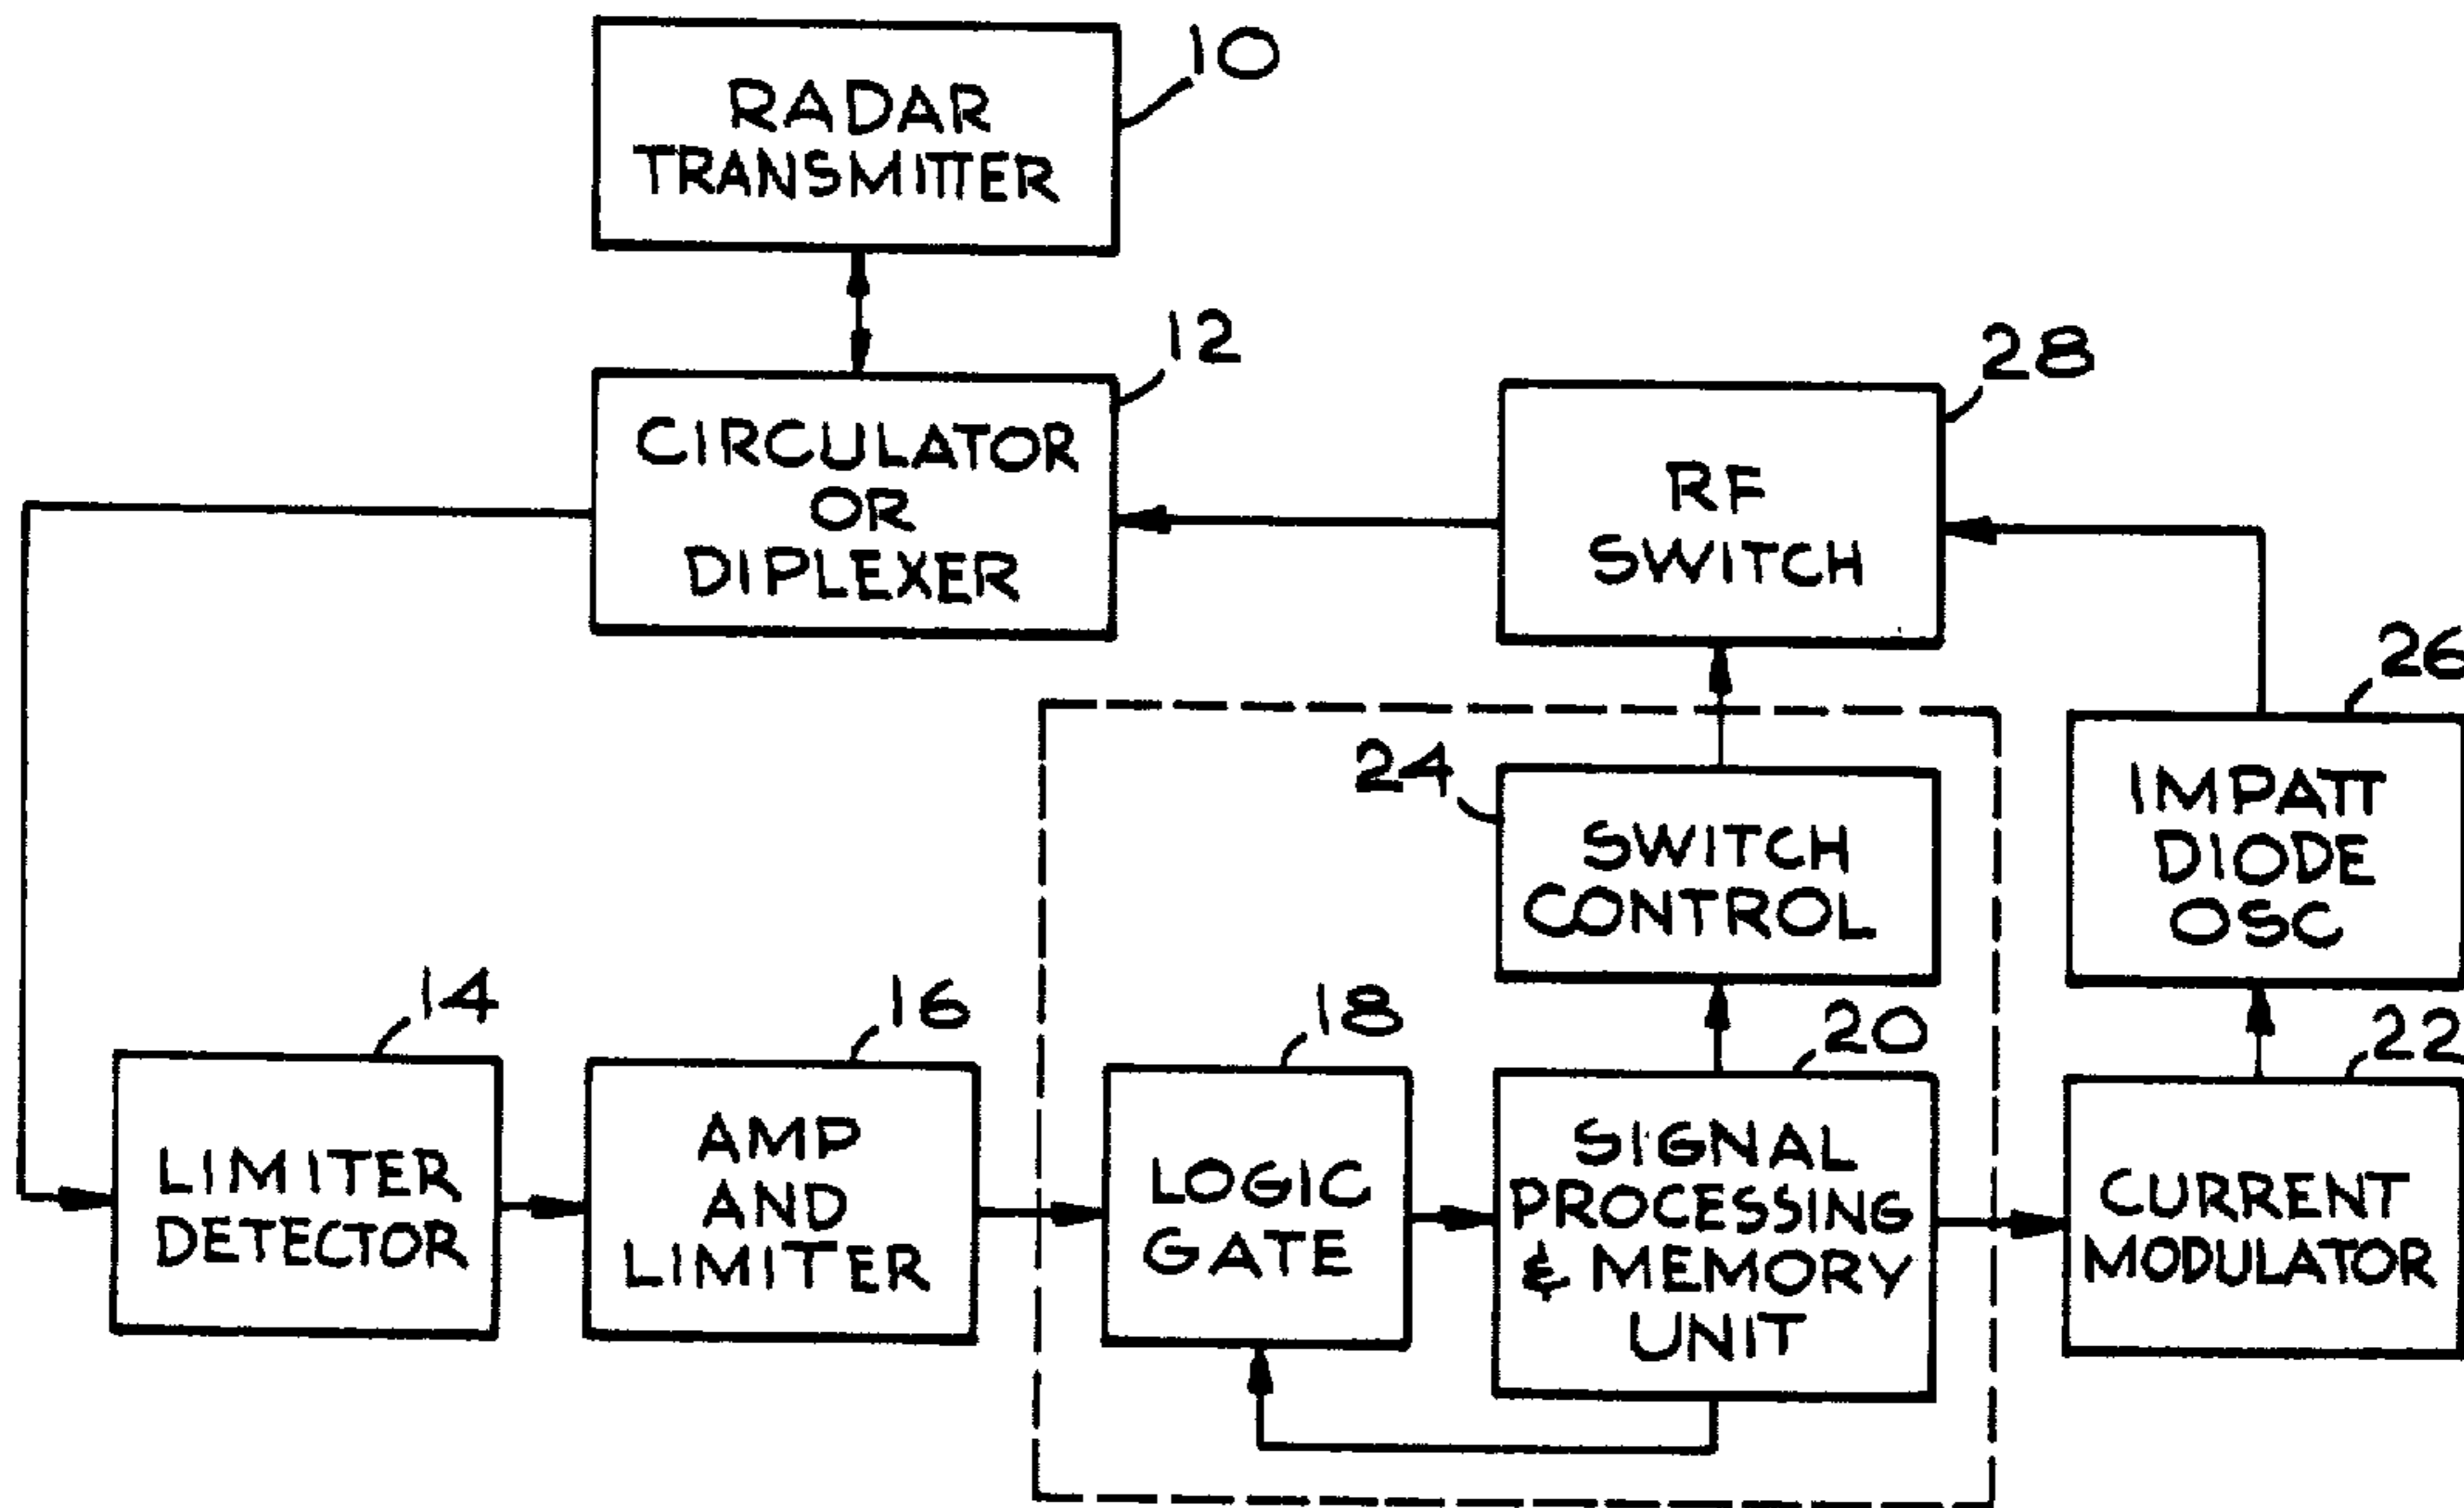 RADAR
TRANSMITTER
10
CIRCULATOR
OR
DIPLEXER
12
RF
SWITCH
28
24
SWITCH
CONTROL
26
IMPATT
DIODE
OSC
14
LIMITER
DETECTOR
16
AMP
AND
LIMITER
18
LOGIC
GATE
20
SIGNAL
PROCESSING
& MEMORY
UNIT
22
CURRENT
MODULATOR